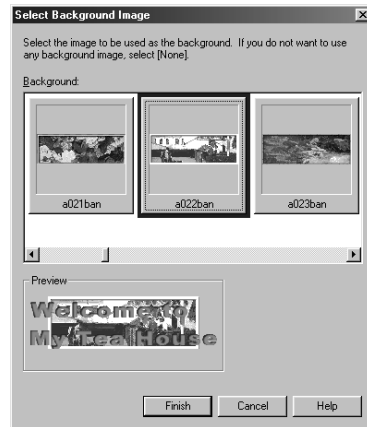 Select Background Image
Select the image to be used as the background. If you do not want to use
any background image, select [None].
Background:
a021ban a022ban a023ban
Preview
Welcome to
My Tea House
Finish Cancel Help